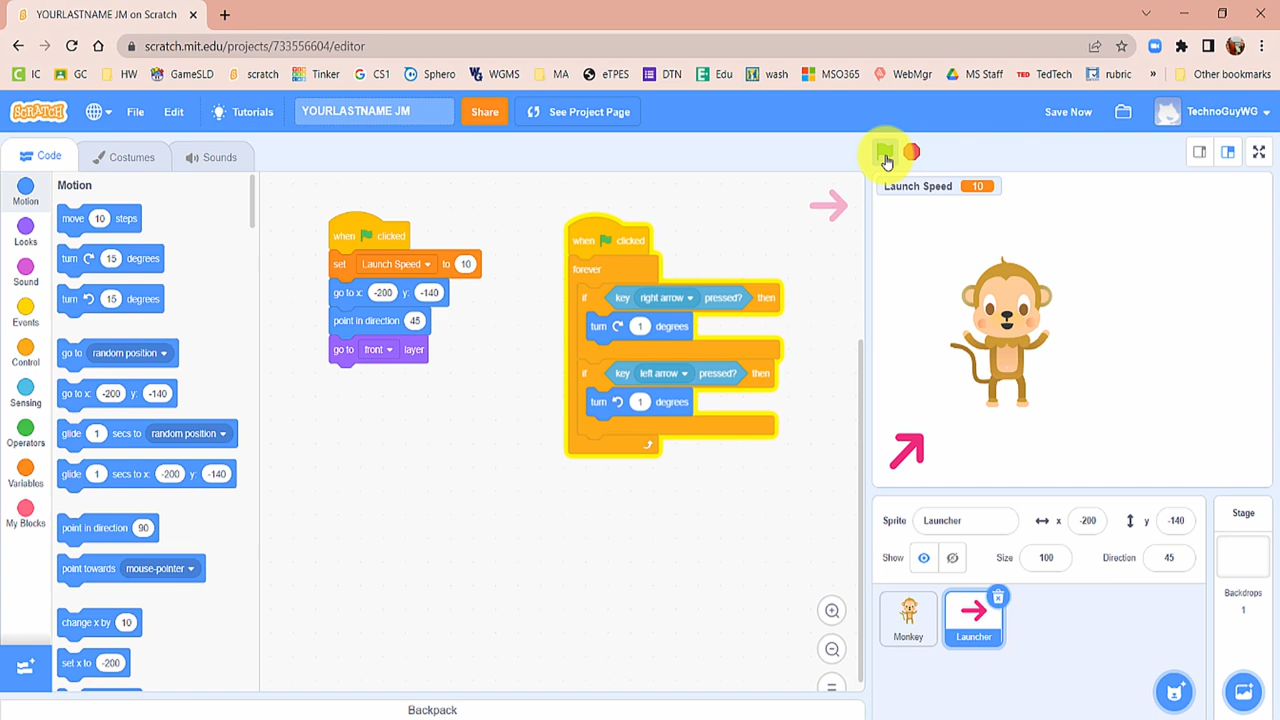 YOURLASTNAME JM on Scratch
scratch.mit.edu/projects/733556604/editor
IC GC HW GameSLD scratch Tinker CS1 Sphero WGMS MA eTPES DTN Edu wash MSO365 WebMgr MS Staff TED TedTech rubric » Other bookmarks
SCRATCH File Edit Tutorials YOURLASTNAME JM Share See Project Page Save Now TechnoGuyWG
Code Costumes Sounds
Motion
Looks
Sound
Events
Control
Sensing
Operators
Variables
My Blocks
Motion
move 10 steps
turn 15 degrees
turn 15 degrees
go to random position
go to x: -200 y: -140
glide 1 secs to random position
glide 1 secs to x: -200 y: -140
point in direction 90
point towards mouse-pointer
change x by 10
set x to -200
when clicked
set Launch Speed to 10
go to x: -200 y: -140
point in direction 45
go to front layer
when clicked
forever
if key right arrow pressed? then
turn 1 degrees
if key left arrow pressed? then
turn 1 degrees
Launch Speed 10
Sprite Launcher x -200 y -140
Show Size 100 Direction 45
Monkey
Launcher
Stage
Backdrops
1
Backpack